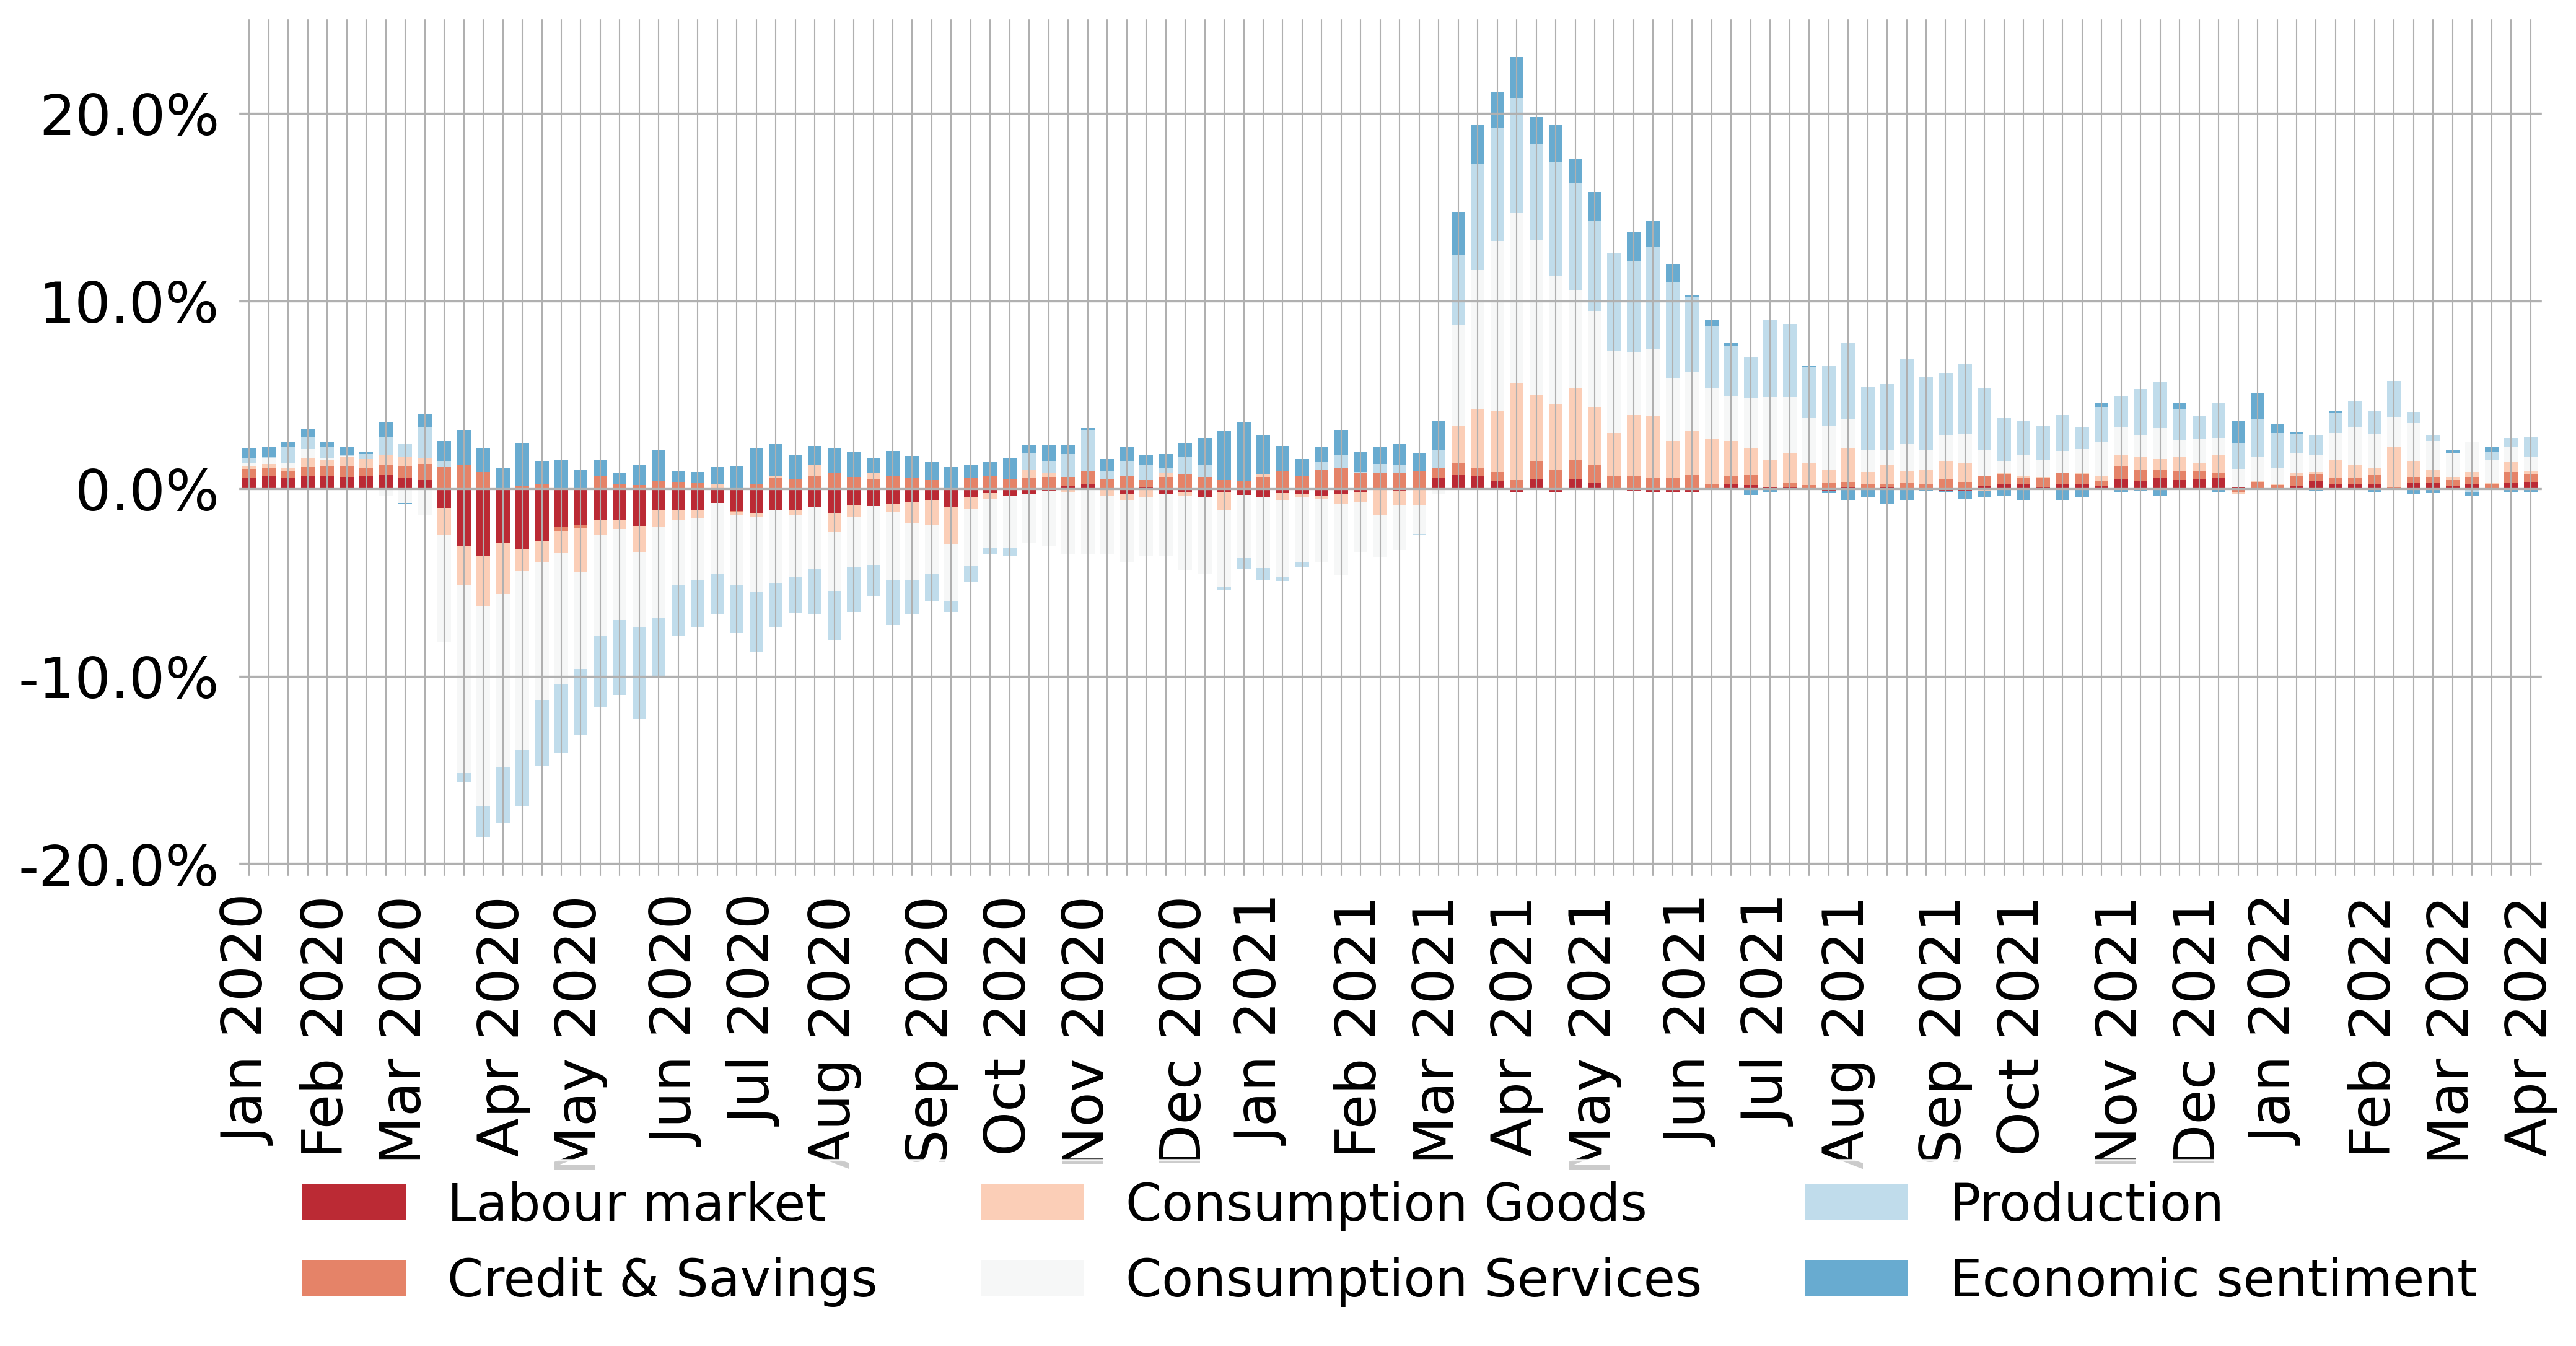 20.0%
10.0%
0.0%
-10.0%
-20.0%
Jan 2020
Feb 2020
Mar 2020
Apr 2020
May 2020
Jun 2020
Jul 2020
Aug 2020
Sep 2020
Oct 2020
Nov 2020
Dec 2020
Jan 2021
Feb 2021
Mar 2021
Apr 2021
May 2021
Jun 2021
Jul 2021
Aug 2021
Sep 2021
Oct 2021
Nov 2021
Dec 2021
Jan 2022
Feb 2022
Mar 2022
Apr 2022
Labour market
Credit & Savings
Consumption Goods
Consumption Services
Production
Economic sentiment